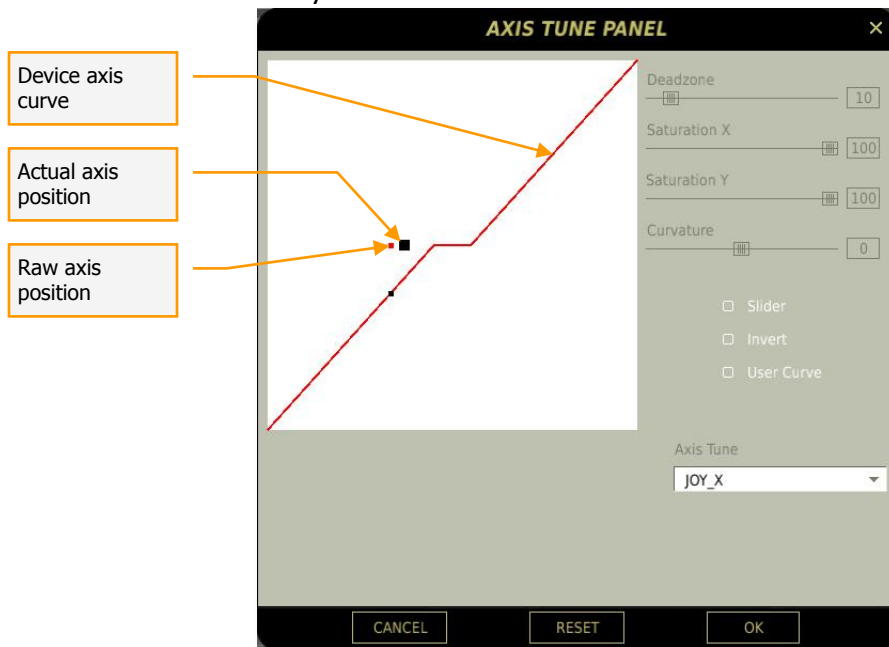 AXIS TUNE PANEL ×
Device axis
curve
Actual axis
position
Raw axis
position
Deadzone
10
Saturation X
100
Saturation Y
100
Curvature
0
Slider
Invert
User Curve
Axis Tune
JOY_X
CANCEL RESET OK